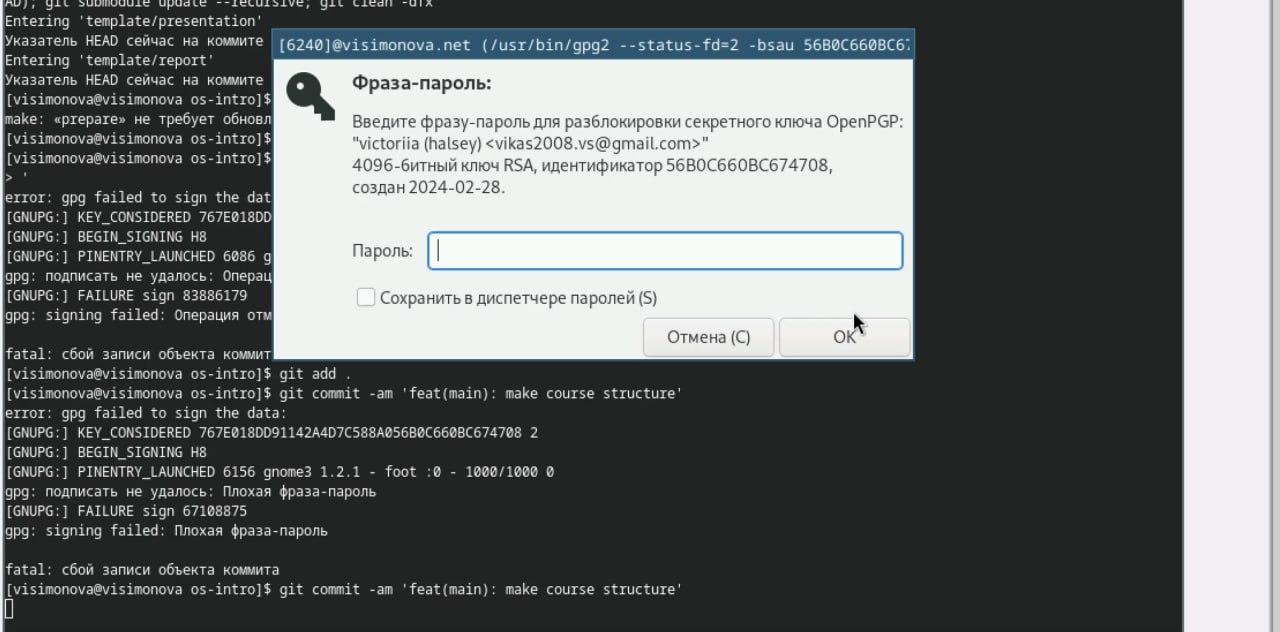 AD); git submodule update --recursive; git clean -dfx
Entering 'template/presentation'
Указатель HEAD сейчас на коммите
Entering 'template/report'
Указатель HEAD сейчас на коммите
[visimonova@visimonova os-intro]$
make: «prepare» не требует обновл
[visimonova@visimonova os-intro]$
[visimonova@visimonova os-intro]$
> '
error: gpg failed to sign the dat
[GNUPG:] KEY_CONSIDERED 767E018DD
[GNUPG:] BEGIN_SIGNING H8
[GNUPG:] PINENTRY_LAUNCHED 6086 g
gpg: подписать не удалось: Операц
[GNUPG:] FAILURE sign 83886179
gpg: signing failed: Операция отм
fatal: сбой записи объекта коммит
[6240]@visimonova.net (/usr/bin/gpg2 --status-fd=2 -bsau 56B0C660BC67
Фраза-пароль:
Введите фразу-пароль для разблокировки секретного ключа OpenPGP:
"victoriia (halsey) <vikas2008.vs@gmail.com>"
4096-битный ключ RSA, идентификатор 56B0C660BC674708,
создан 2024-02-28.
Пароль:
Сохранить в диспетчере паролей (S)
Отмена (C) OK
[visimonova@visimonova os-intro]$ git add .
[visimonova@visimonova os-intro]$ git commit -am 'feat(main): make course structure'
error: gpg failed to sign the data:
[GNUPG:] KEY_CONSIDERED 767E018DD91142A4D7C588A056B0C660BC674708 2
[GNUPG:] BEGIN_SIGNING H8
[GNUPG:] PINENTRY_LAUNCHED 6156 gnome3 1.2.1 - foot :0 - 1000/1000 0
gpg: подписать не удалось: Плохая фраза-пароль
[GNUPG:] FAILURE sign 67108875
gpg: signing failed: Плохая фраза-пароль
fatal: сбой записи объекта коммита
[visimonova@visimonova os-intro]$ git commit -am 'feat(main): make course structure'